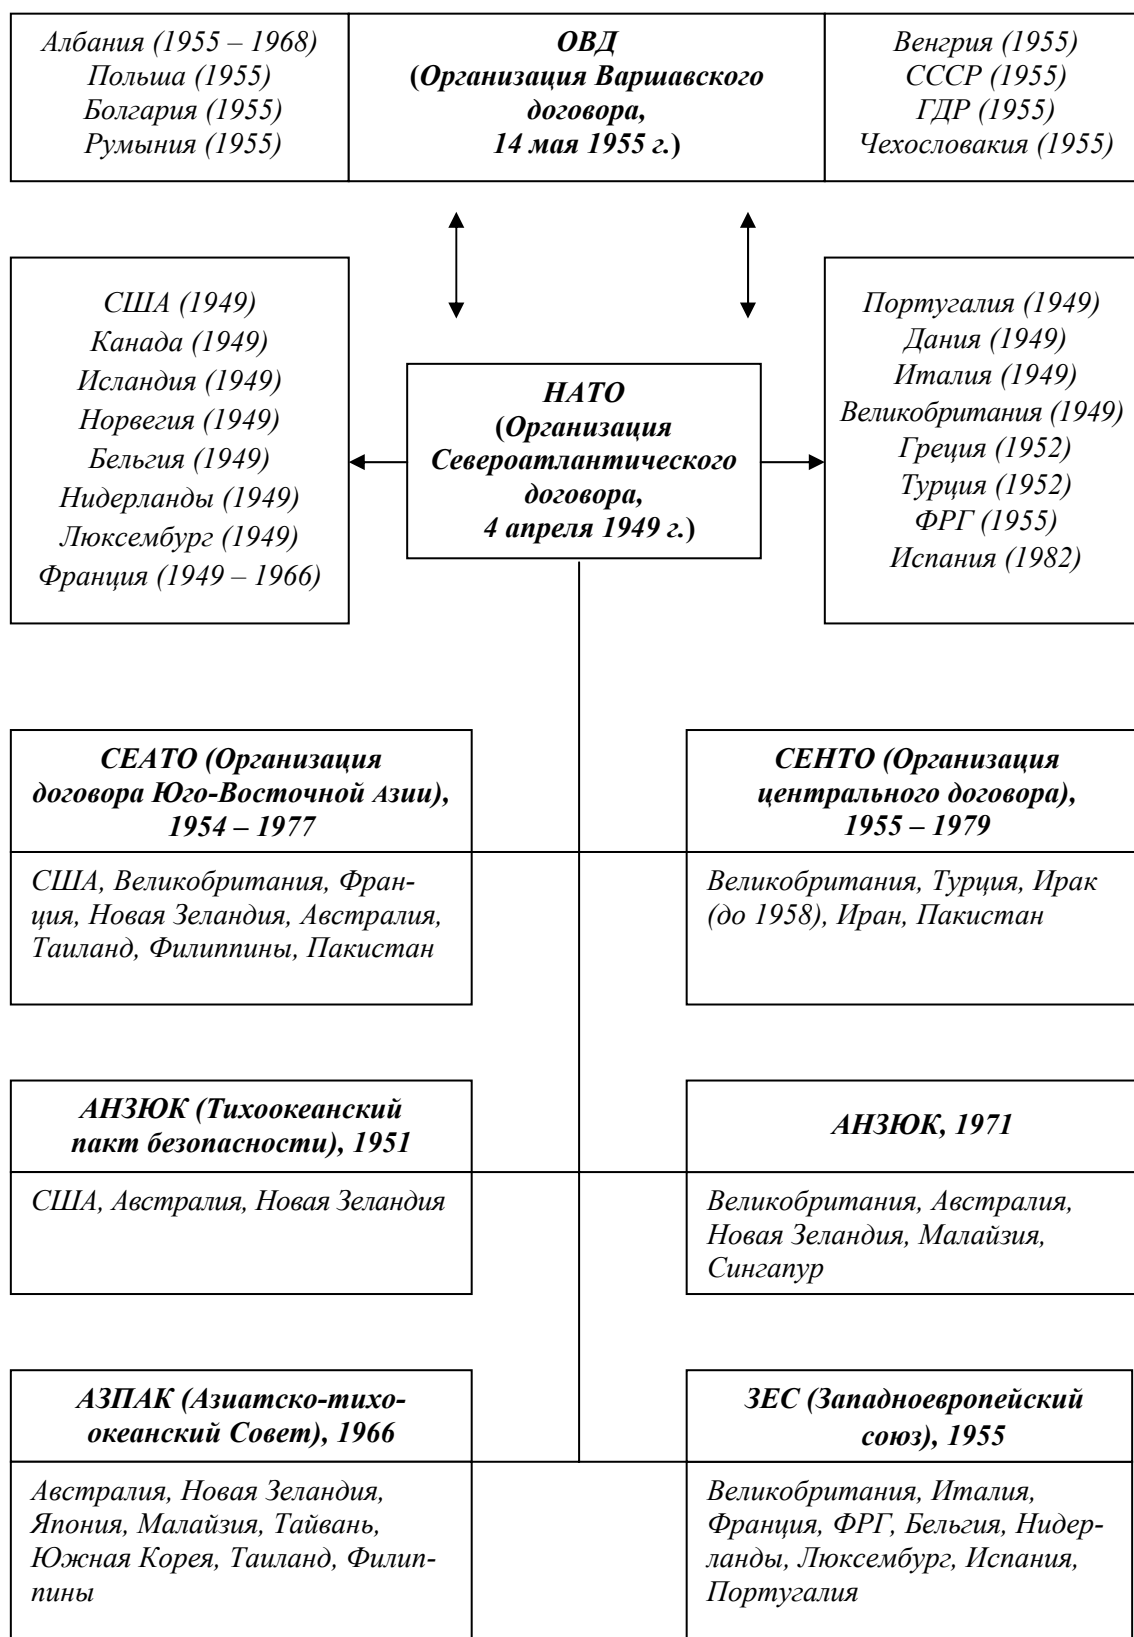 Албания (1955 – 1968)
Польша (1955)
Болгария (1955)
Румыния (1955)
ОВД
(Организация Варшавского
договора,
14 мая 1955 г.)
Венгрия (1955)
СССР (1955)
ГДР (1955)
Чехословакия (1955)
США (1949)
Канада (1949)
Исландия (1949)
Норвегия (1949)
Бельгия (1949)
Нидерланды (1949)
Люксембург (1949)
Франция (1949 – 1966)
НАТО
(Организация
Североатлантического
договора,
4 апреля 1949 г.)
Португалия (1949)
Дания (1949)
Италия (1949)
Великобритания (1949)
Греция (1952)
Турция (1952)
ФРГ (1955)
Испания (1982)
СЕАТО (Организация
договора Юго-Восточной Азии),
1954 – 1977
США, Великобритания, Фран-
ция, Новая Зеландия, Австралия,
Таиланд, Филиппины, Пакистан
СЕНТО (Организация
центрального договора),
1955 – 1979
Великобритания, Турция, Ирак
(до 1958), Иран, Пакистан
АНЗЮК (Тихоокеанский
пакт безопасности), 1951
США, Австралия, Новая Зеландия
АНЗЮК, 1971
Великобритания, Австралия,
Новая Зеландия, Малайзия,
Сингапур
АЗПАК (Азиатско-тихо-
океанский Совет), 1966
Австралия, Новая Зеландия,
Япония, Малайзия, Тайвань,
Южная Корея, Таиланд, Филип-
пины
ЗЕС (Западноевропейский
союз), 1955
Великобритания, Италия,
Франция, ФРГ, Бельгия, Нидер-
ланды, Люксембург, Испания,
Португалия